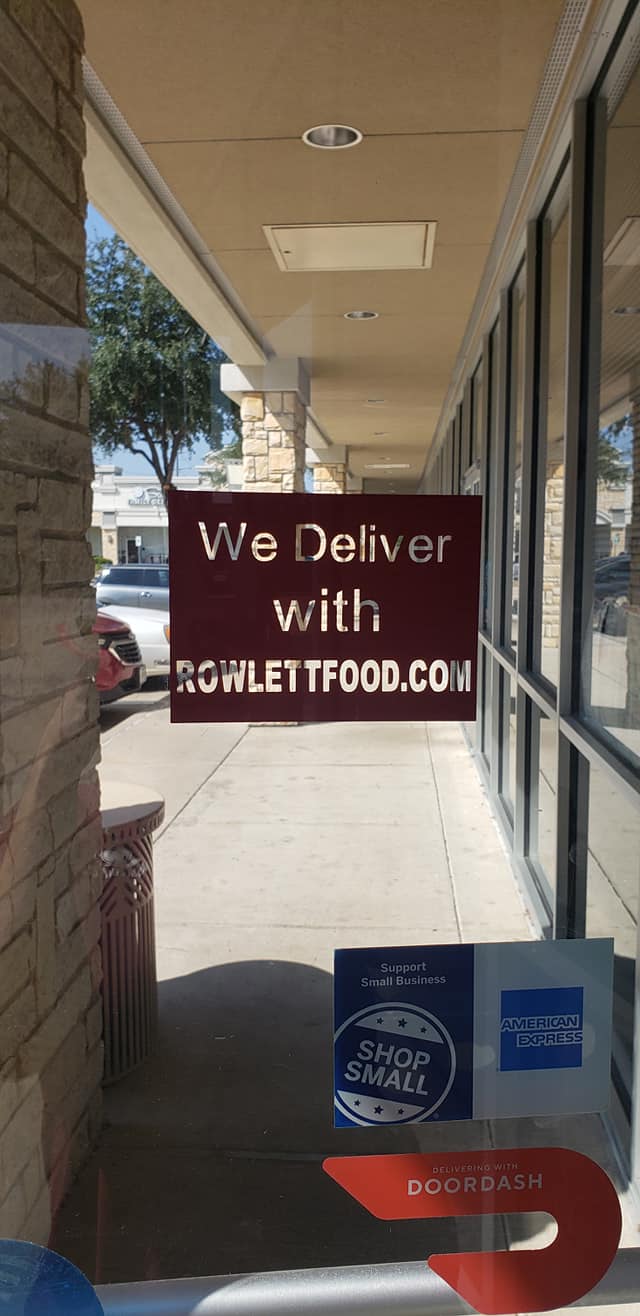 We Deliver
with
ROWLETTFOOD.COM
Support
Small Business
SHOP
SMALL
AMERICAN
EXPRESS
DELIVERING WITH
DOORDASH